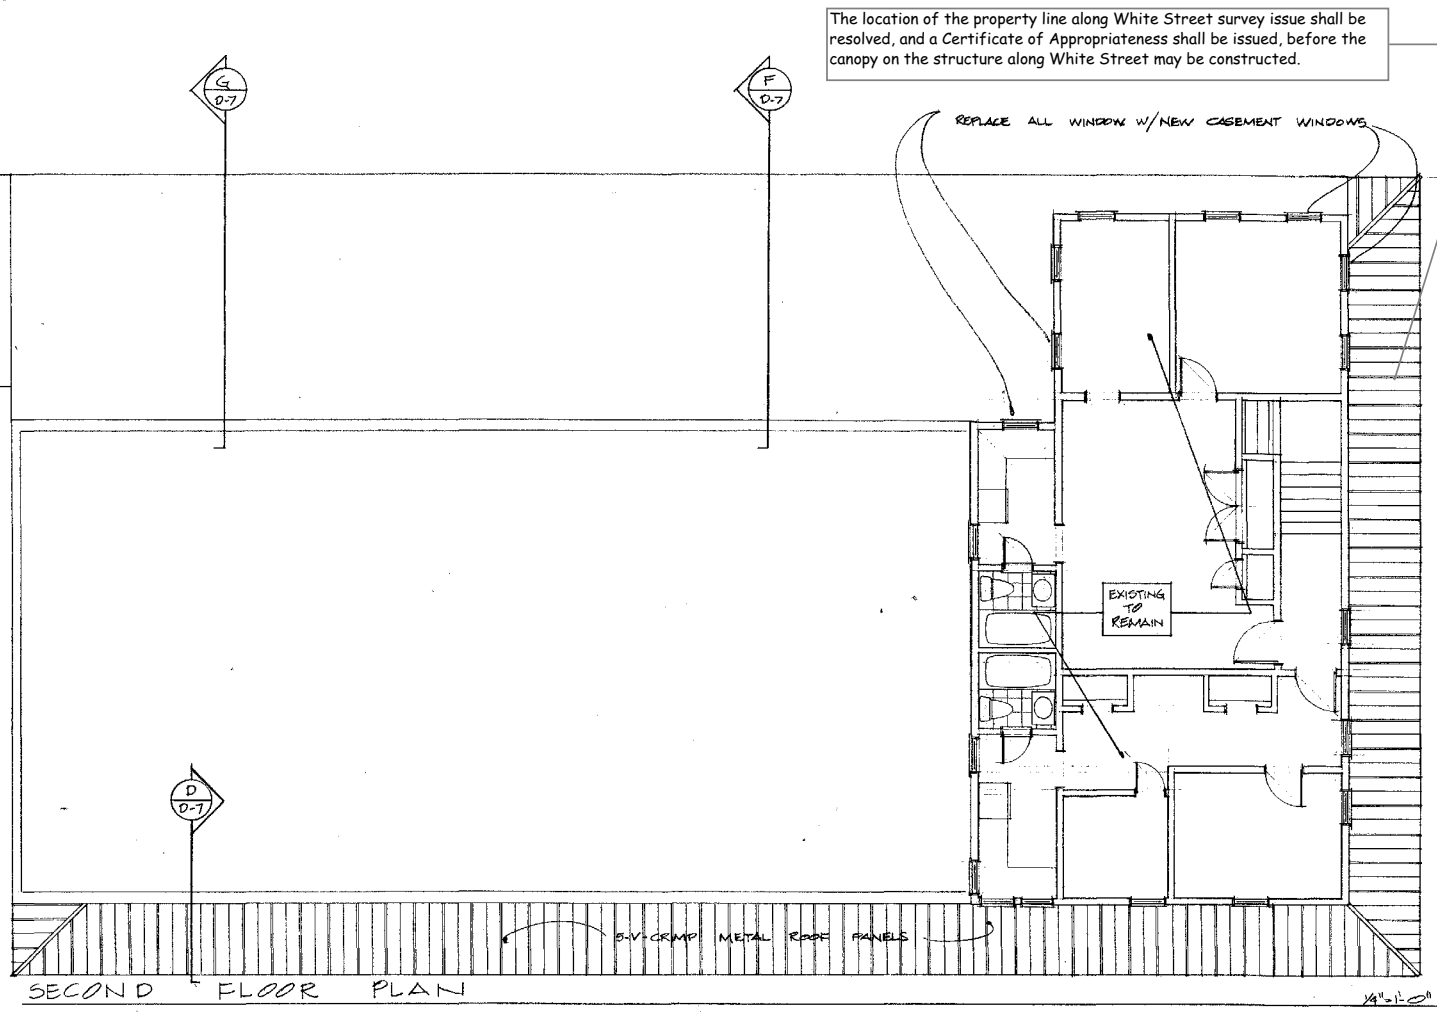 The location of the property line along White Street survey issue shall be
resolved, and a Certificate of Appropriateness shall be issued, before the
canopy on the structure along White Street may be constructed.
G
D-7
F
D-7
REPLACE ALL WINDOW W/NEW CASEMENT WINDOWS
EXISTING
TO
REMAIN
D
D-7
5-V-CRIMP METAL ROOF PANELS
SECOND FLOOR PLAN
1/4"=1'-0"